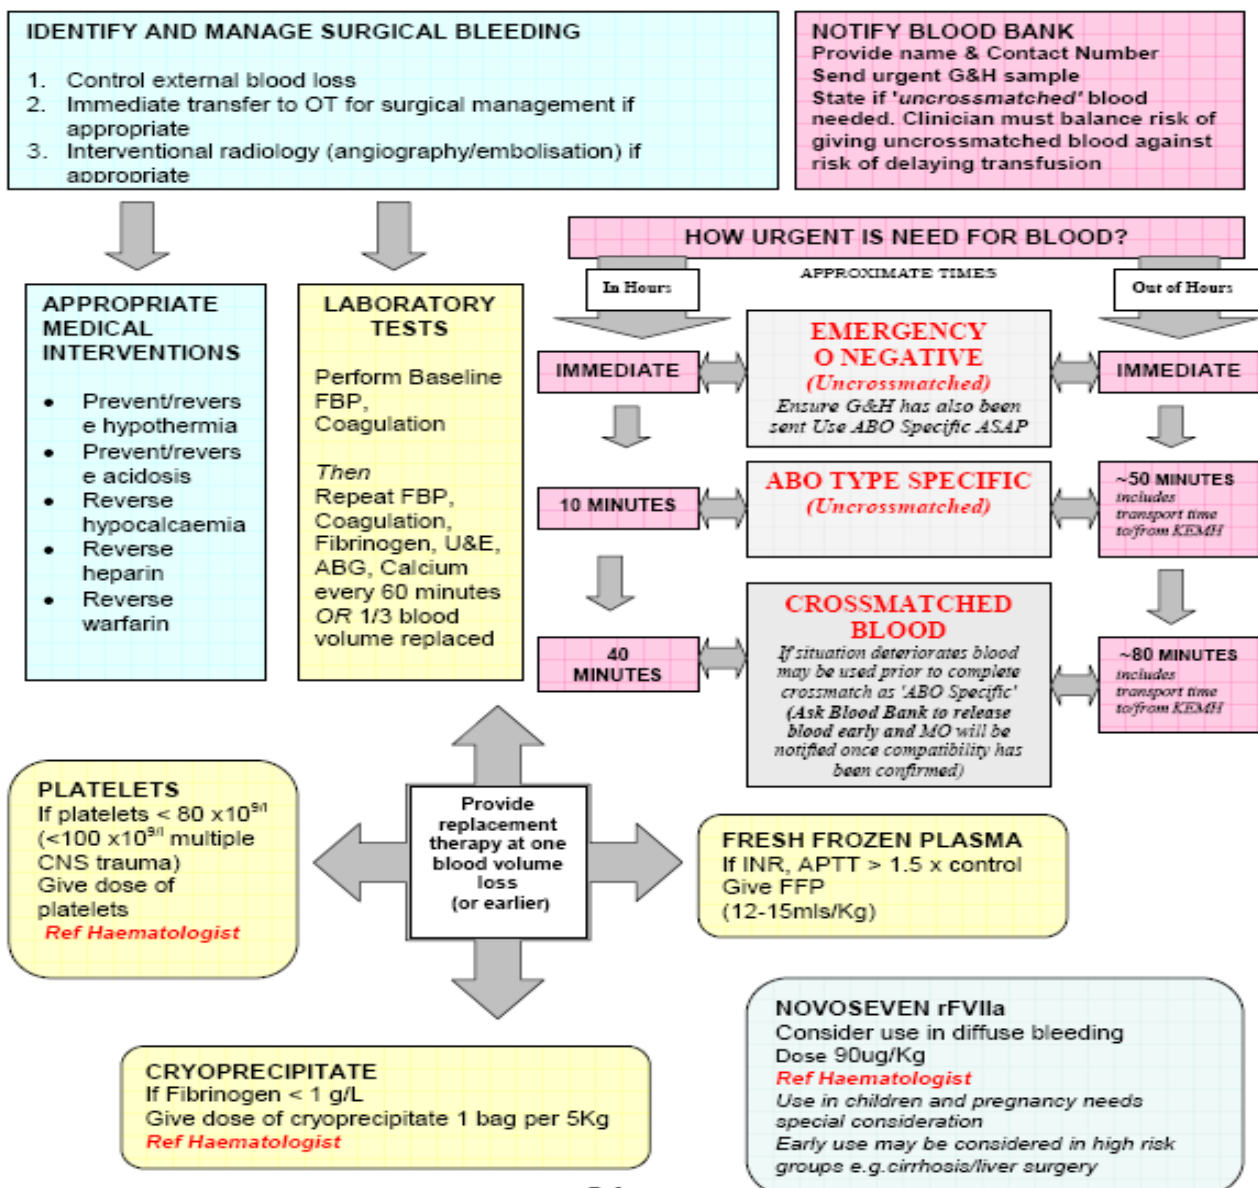 IDENTIFY AND MANAGE SURGICAL BLEEDING
1. Control external blood loss
2. Immediate transfer to OT for surgical management if
appropriate
3. Interventional radiology (angiography/embolisation) if
appropriate
NOTIFY BLOOD BANK
Provide name & Contact Number
Send urgent G&H sample
State if 'uncrossmatched' blood
needed. Clinician must balance risk of
giving uncrossmatched blood against
risk of delaying transfusion
HOW URGENT IS NEED FOR BLOOD?
In Hours
APPROXIMATE TIMES
Out of Hours
APPROPRIATE
MEDICAL
INTERVENTIONS
• Prevent/revers
e hypothermia
• Prevent/revers
e acidosis
• Reverse
hypocalcaemia
• Reverse
heparin
• Reverse
warfarin
LABORATORY
TESTS
Perform Baseline
FBP,
Coagulation
Then
Repeat FBP,
Coagulation,
Fibrinogen, U&E,
ABG, Calcium
every 60 minutes
OR 1/3 blood
volume replaced
IMMEDIATE
EMERGENCY
O NEGATIVE
(Uncrossmatched)
Ensure G&H has also been
sent Use ABO Specific ASAP
IMMEDIATE
10 MINUTES
ABO TYPE SPECIFIC
(Uncrossmatched)
~50 MINUTES
includes
transport time
to/from KEMH
40
MINUTES
CROSSMATCHED
BLOOD
If situation deteriorates blood
may be used prior to complete
crossmatch as 'ABO Specific'
(Ask Blood Bank to release
blood early and MO will be
notified once compatibility has
been confirmed)
~80 MINUTES
includes
transport time
to/from KEMH
PLATELETS
If platelets < 80 x10⁹/ˡ
(<100 x10⁹/ˡ multiple
CNS trauma)
Give dose of
platelets
Ref Haematologist
Provide
replacement
therapy at one
blood volume
loss
(or earlier)
FRESH FROZEN PLASMA
If INR, APTT > 1.5 x control
Give FFP
(12-15mls/Kg)
CRYOPRECIPITATE
If Fibrinogen < 1 g/L
Give dose of cryoprecipitate 1 bag per 5Kg
Ref Haematologist
NOVOSEVEN rFVIIa
Consider use in diffuse bleeding
Dose 90ug/Kg
Ref Haematologist
Use in children and pregnancy needs
special consideration
Early use may be considered in high risk
groups e.g.cirrhosis/liver surgery